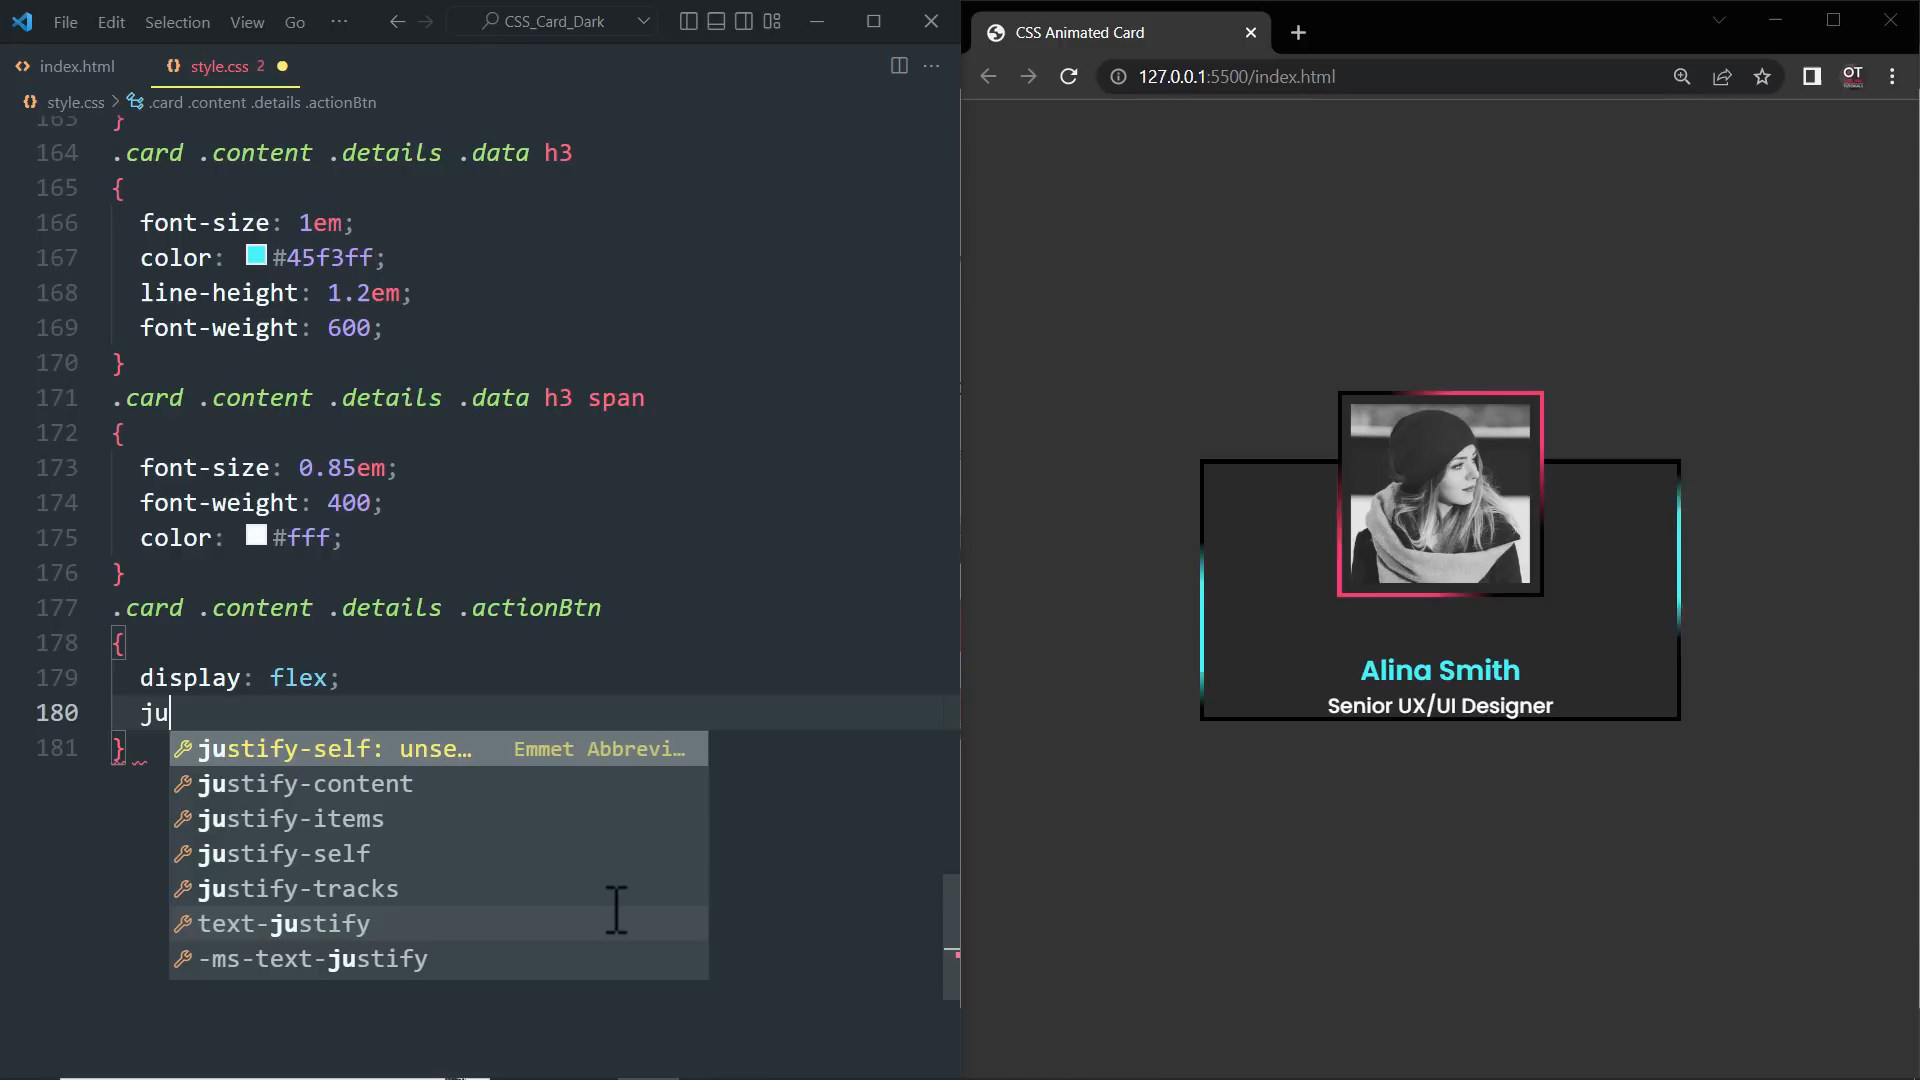 File Edit Selection View Go ··· CSS_Card_Dark
index.html style.css 2
style.css > .card .content .details .actionBtn
163 }
164 .card .content .details .data h3
165 {
166 font-size: 1em;
167 color: #45f3ff;
168 line-height: 1.2em;
169 font-weight: 600;
170 }
171 .card .content .details .data h3 span
172 {
173 font-size: 0.85em;
174 font-weight: 400;
175 color: #fff;
176 }
177 .card .content .details .actionBtn
178 {
179 display: flex;
180 ju
181 }
justify-self: unse… Emmet Abbrevi…
justify-content
justify-items
justify-self
justify-tracks
text-justify
-ms-text-justify
CSS Animated Card
127.0.0.1:5500/index.html
OT
Alina Smith
Senior UX/UI Designer